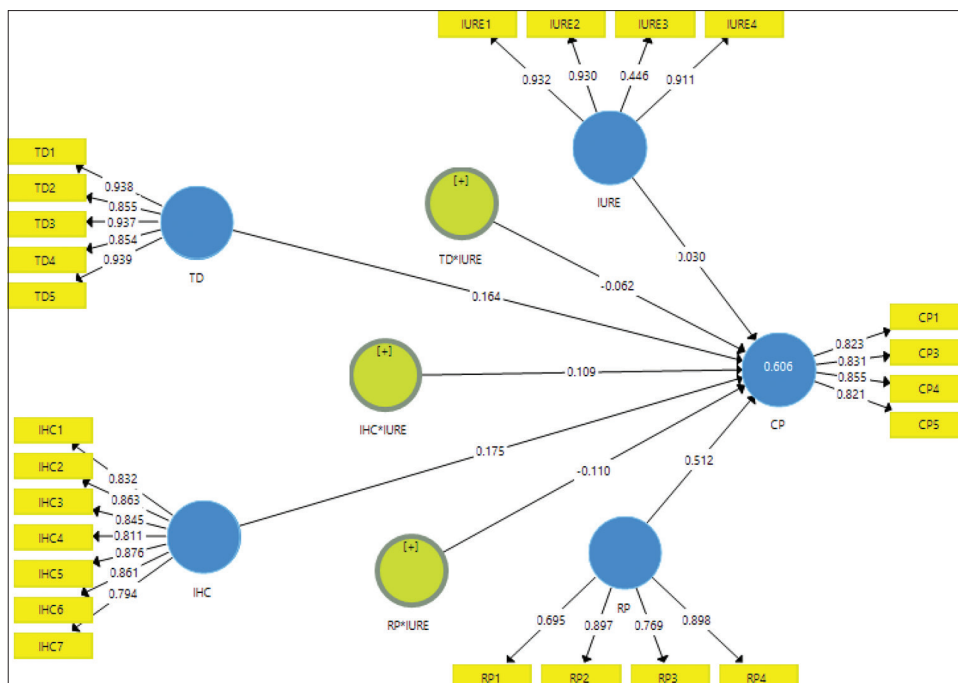 IURE1
IURE2
IURE3
IURE4
0.932
0.930
0.446
0.911
IURE
TD1
TD2
TD3
TD4
TD5
0.938
0.855
0.937
0.854
0.939
TD
[+]
TD*IURE
0.030
-0.062
0.164
[+]
IHC*IURE
0.109
0.606
CP
0.823
0.831
0.855
0.821
CP1
CP3
CP4
CP5
IHC1
IHC2
IHC3
IHC4
IHC5
IHC6
IHC7
0.832
0.863
0.845
0.811
0.876
0.861
0.794
IHC
0.175
-0.110
0.512
[+]
RP*IURE
RP
0.695
0.897
0.769
0.898
RP1
RP2
RP3
RP4